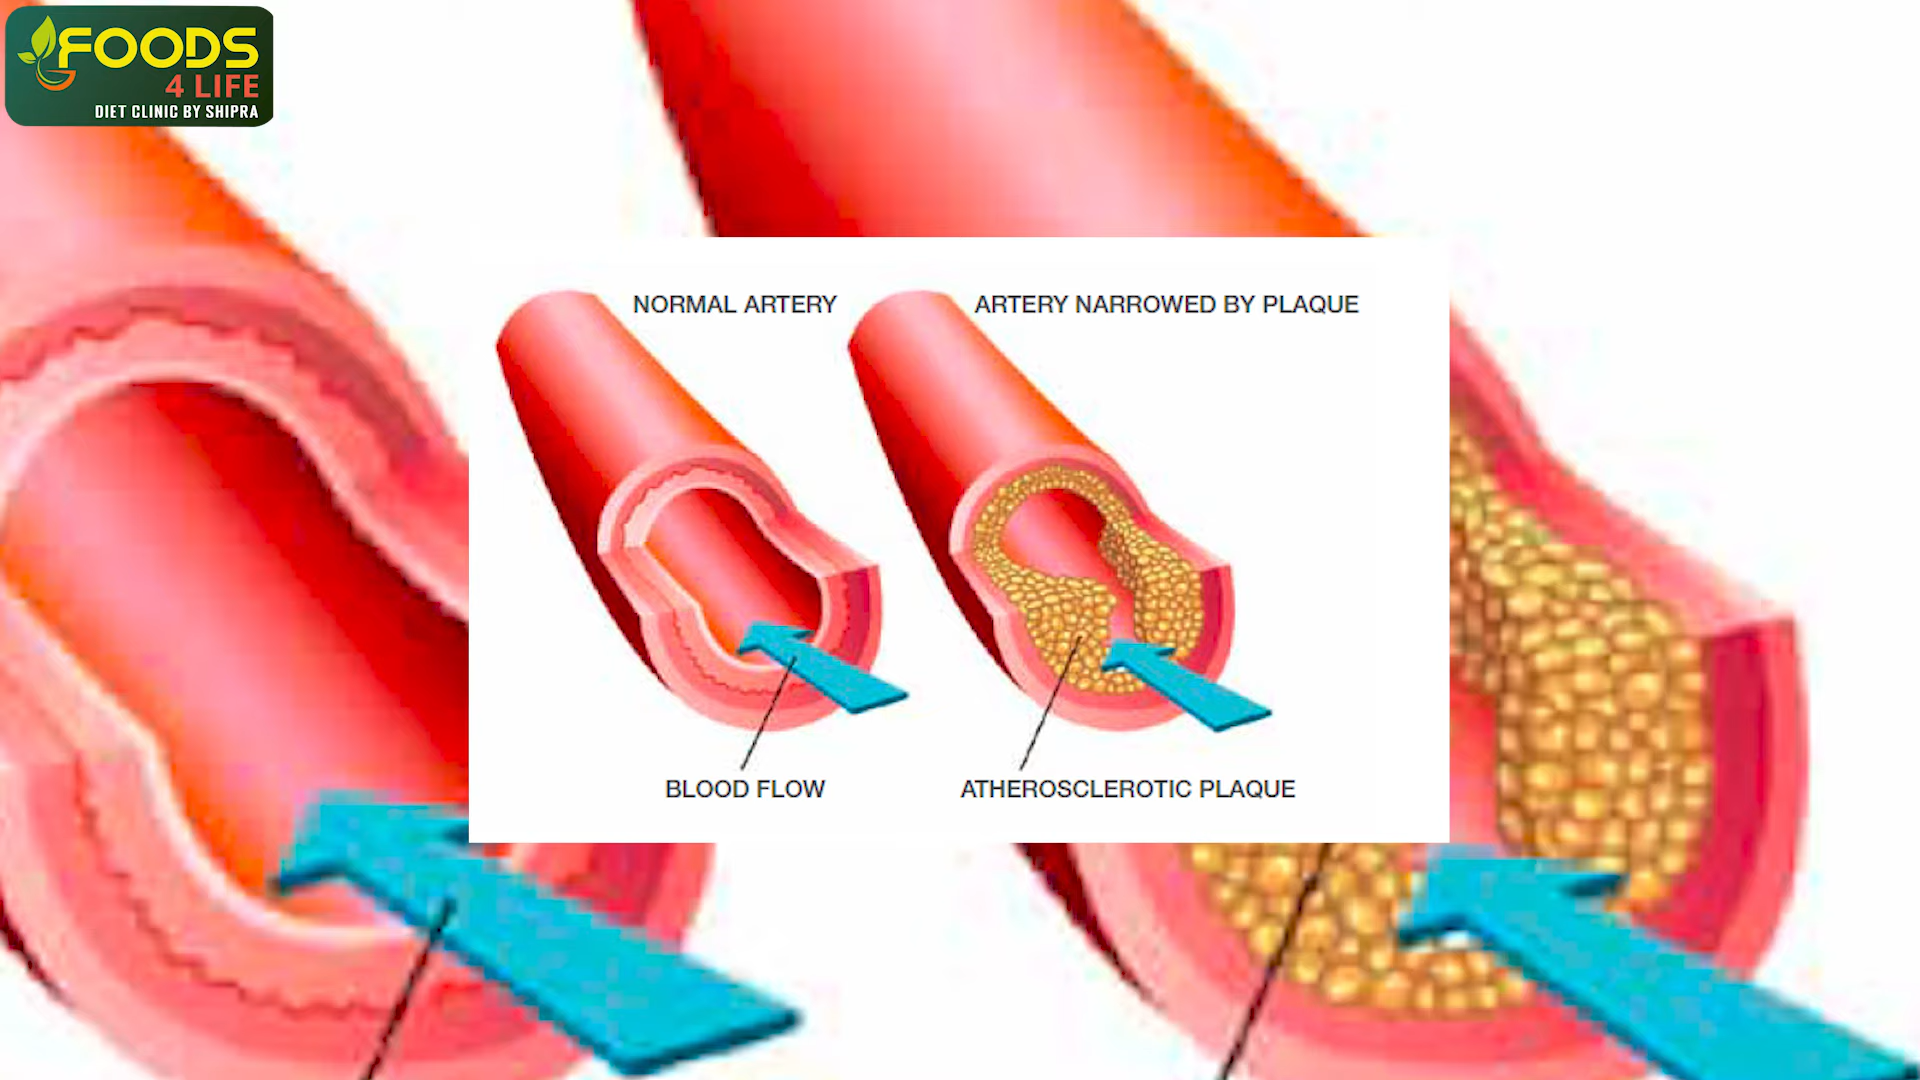 FOODS
4 LIFE
DIET CLINIC BY SHIPRA
NORMAL ARTERY
ARTERY NARROWED BY PLAQUE
BLOOD FLOW
ATHEROSCLEROTIC PLAQUE